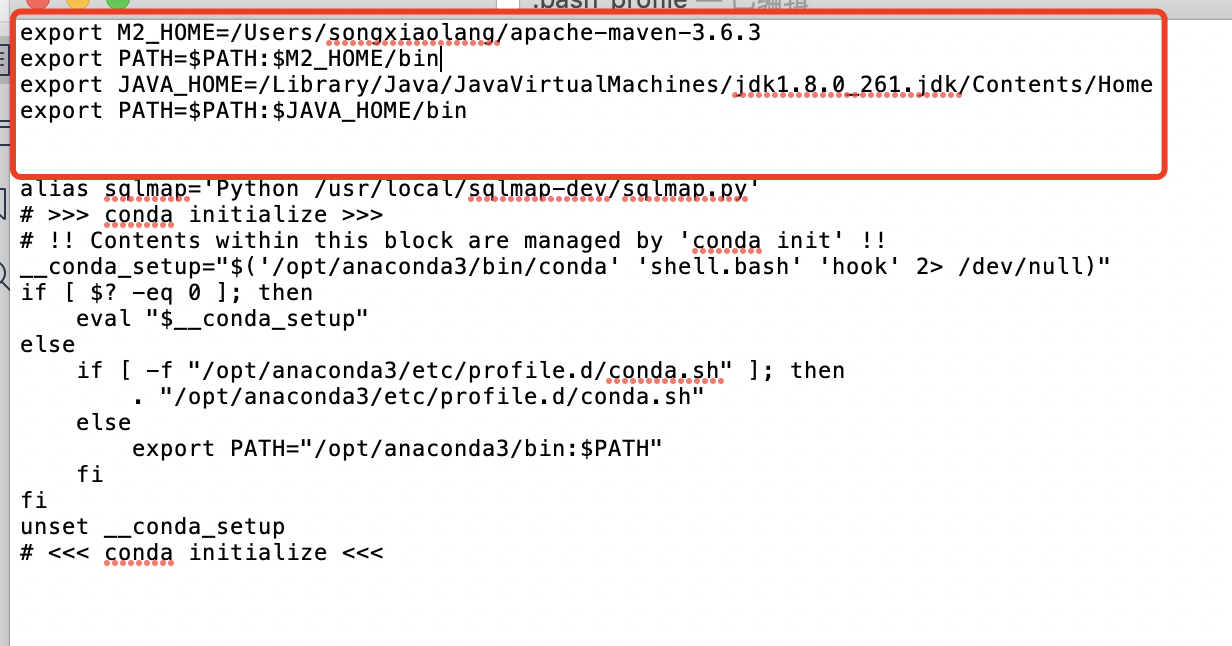 .bash_profile — 已编辑
export M2_HOME=/Users/songxiaolang/apache-maven-3.6.3
export PATH=$PATH:$M2_HOME/bin
export JAVA_HOME=/Library/Java/JavaVirtualMachines/jdk1.8.0_261.jdk/Contents/Home
export PATH=$PATH:$JAVA_HOME/bin
alias sqlmap='Python /usr/local/sqlmap-dev/sqlmap.py'
# >>> conda initialize >>>
# !! Contents within this block are managed by 'conda init' !!
__conda_setup="$('/opt/anaconda3/bin/conda' 'shell.bash' 'hook' 2> /dev/null)"
if [ $? -eq 0 ]; then
    eval "$__conda_setup"
else
    if [ -f "/opt/anaconda3/etc/profile.d/conda.sh" ]; then
        . "/opt/anaconda3/etc/profile.d/conda.sh"
    else
        export PATH="/opt/anaconda3/bin:$PATH"
    fi
fi
unset __conda_setup
# <<< conda initialize <<<